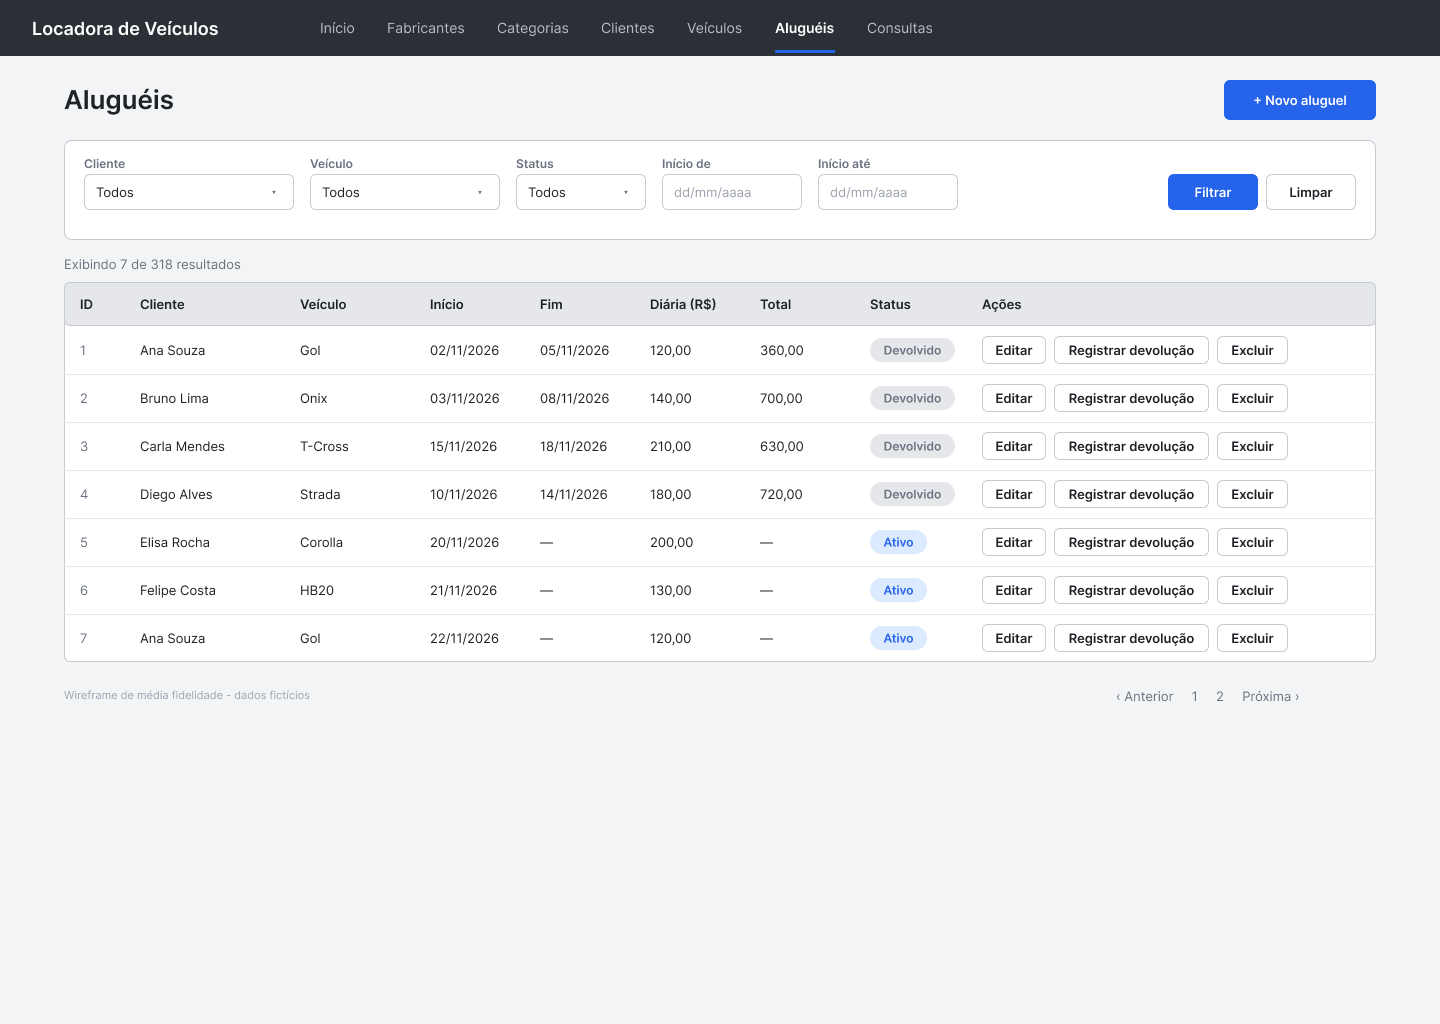 Locadora de Veículos Início Fabricantes Categorias Clientes Veículos Aluguéis Consultas
Aluguéis + Novo aluguel
Cliente Veículo Status Início de Início até
Todos Todos Todos dd/mm/aaaa dd/mm/aaaa Filtrar Limpar
Exibindo 7 de 318 resultados
ID Cliente Veículo Início Fim Diária (R$) Total Status Ações
1 Ana Souza Gol 02/11/2026 05/11/2026 120,00 360,00 Devolvido Editar Registrar devolução Excluir
2 Bruno Lima Onix 03/11/2026 08/11/2026 140,00 700,00 Devolvido Editar Registrar devolução Excluir
3 Carla Mendes T-Cross 15/11/2026 18/11/2026 210,00 630,00 Devolvido Editar Registrar devolução Excluir
4 Diego Alves Strada 10/11/2026 14/11/2026 180,00 720,00 Devolvido Editar Registrar devolução Excluir
5 Elisa Rocha Corolla 20/11/2026 — 200,00 — Ativo Editar Registrar devolução Excluir
6 Felipe Costa HB20 21/11/2026 — 130,00 — Ativo Editar Registrar devolução Excluir
7 Ana Souza Gol 22/11/2026 — 120,00 — Ativo Editar Registrar devolução Excluir
Wireframe de média fidelidade - dados fictícios ‹ Anterior 1 2 Próxima ›